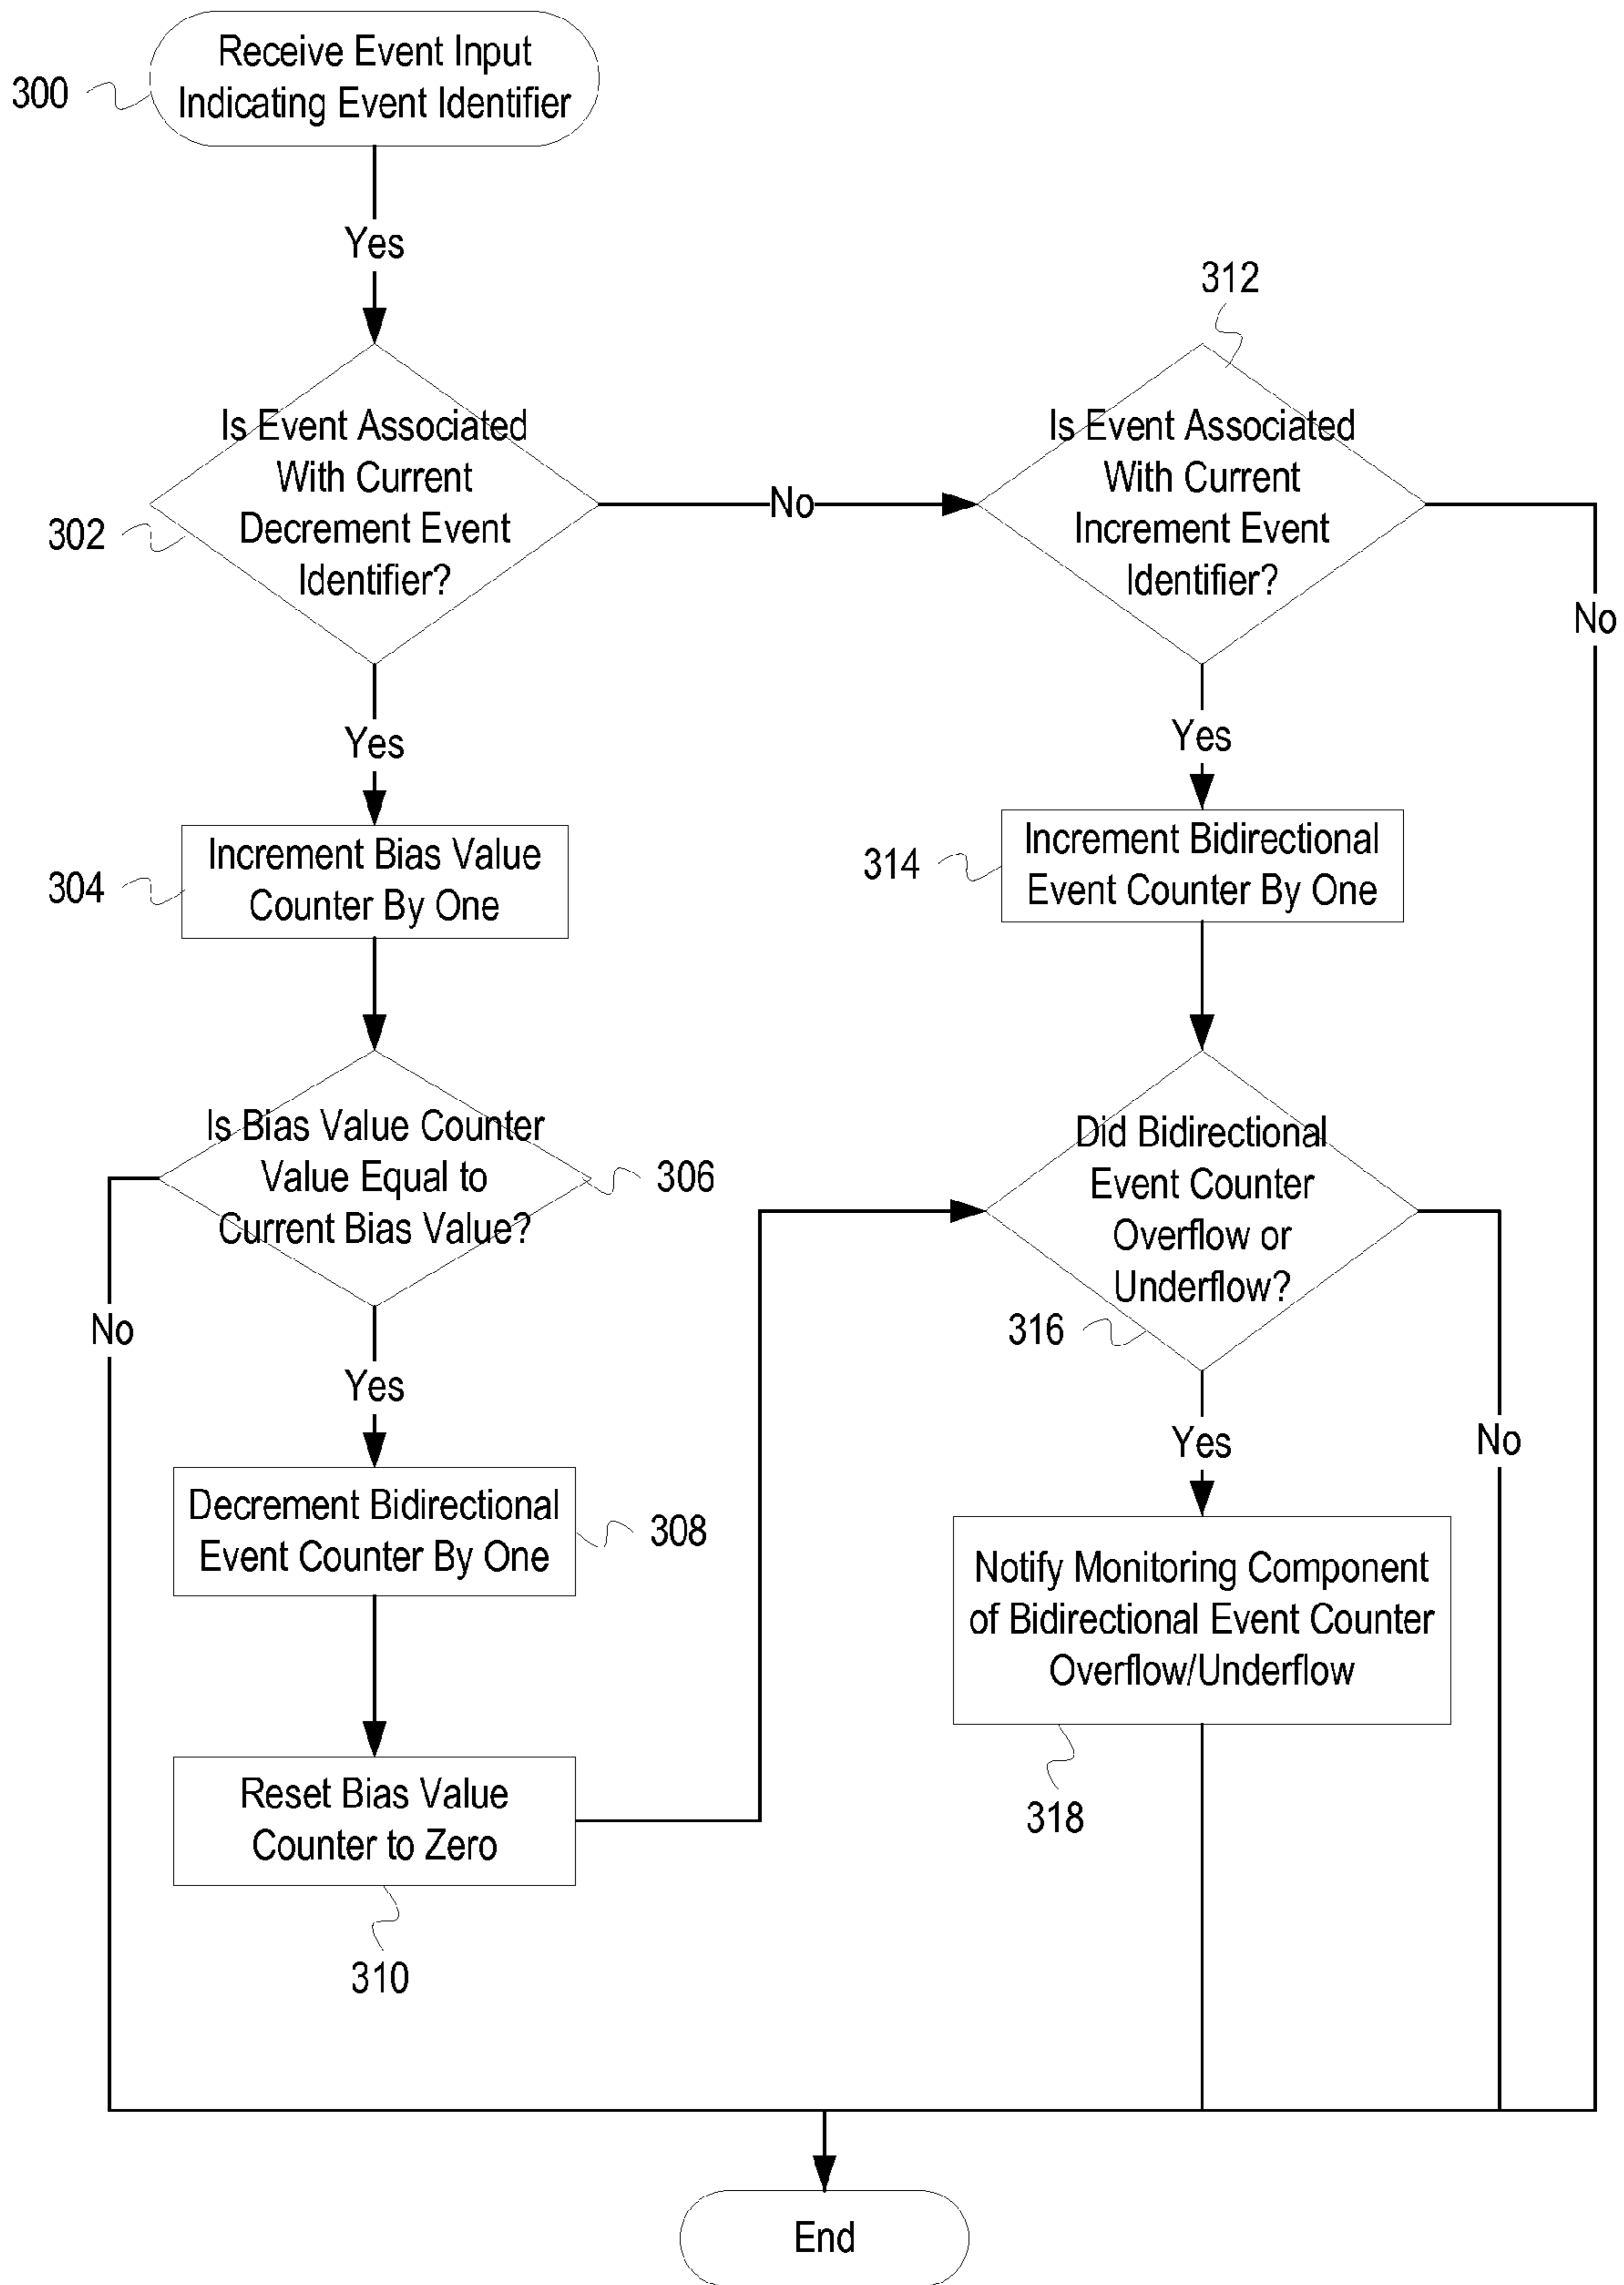 Receive Event Input
Indicating Event Identifier
300
Yes
312
Is Event Associated
With Current
Decrement Event
Identifier?
302
No
Is Event Associated
With Current
Increment Event
Identifier?
No
Yes
Yes
Increment Bias Value
Counter By One
304
Increment Bidirectional
Event Counter By One
314
Is Bias Value Counter
Value Equal to
Current Bias Value?
306
Did Bidirectional
Event Counter
Overflow or
Underflow?
316
No
Yes
Yes
No
Decrement Bidirectional
Event Counter By One
308
Notify Monitoring Component
of Bidirectional Event Counter
Overflow/Underflow
318
Reset Bias Value
Counter to Zero
310
End